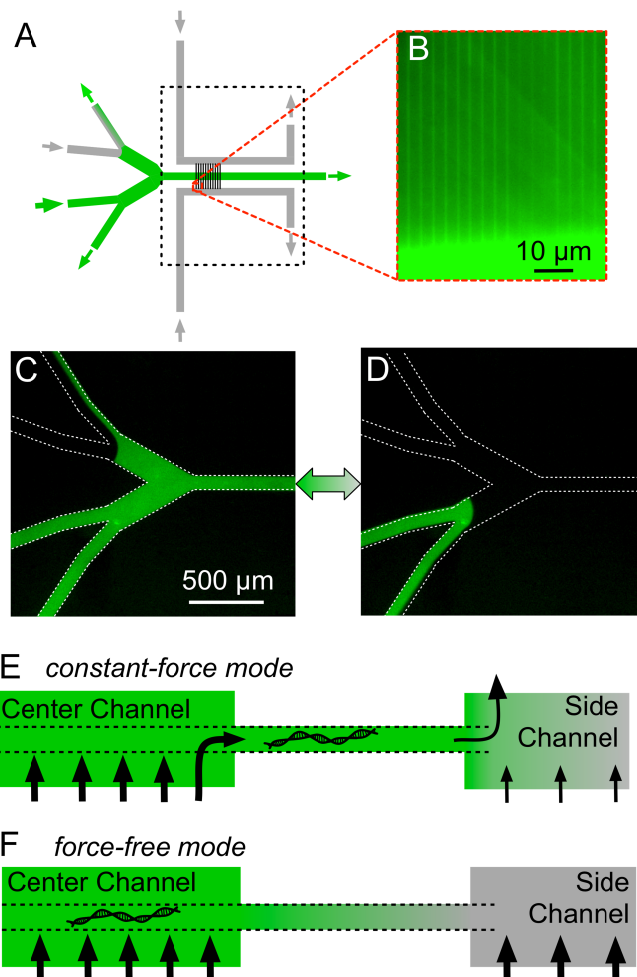 A
B
10 μm
C
D
500 μm
E constant-force mode
Center Channel
Side
Channel
F force-free mode
Center Channel
Side
Channel